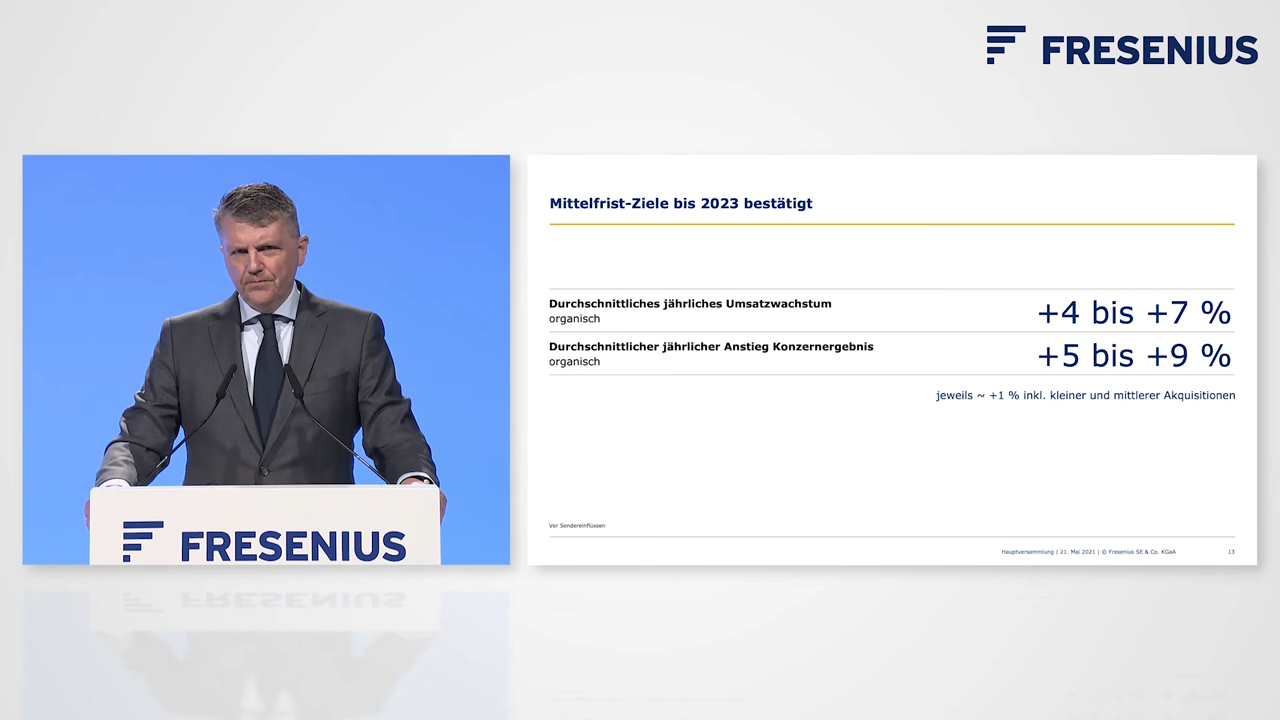 FRESENIUS
Mittelfrist-Ziele bis 2023 bestätigt
Durchschnittliches jährliches Umsatzwachstum
organisch
+4 bis +7 %
Durchschnittlicher jährlicher Anstieg Konzernergebnis
organisch
+5 bis +9 %
jeweils ~ +1 % inkl. kleiner und mittlerer Akquisitionen
Vor Sondereinflüssen
Hauptversammlung | 21. Mai 2021 | © Fresenius SE & Co. KGaA 13
FRESENIUS